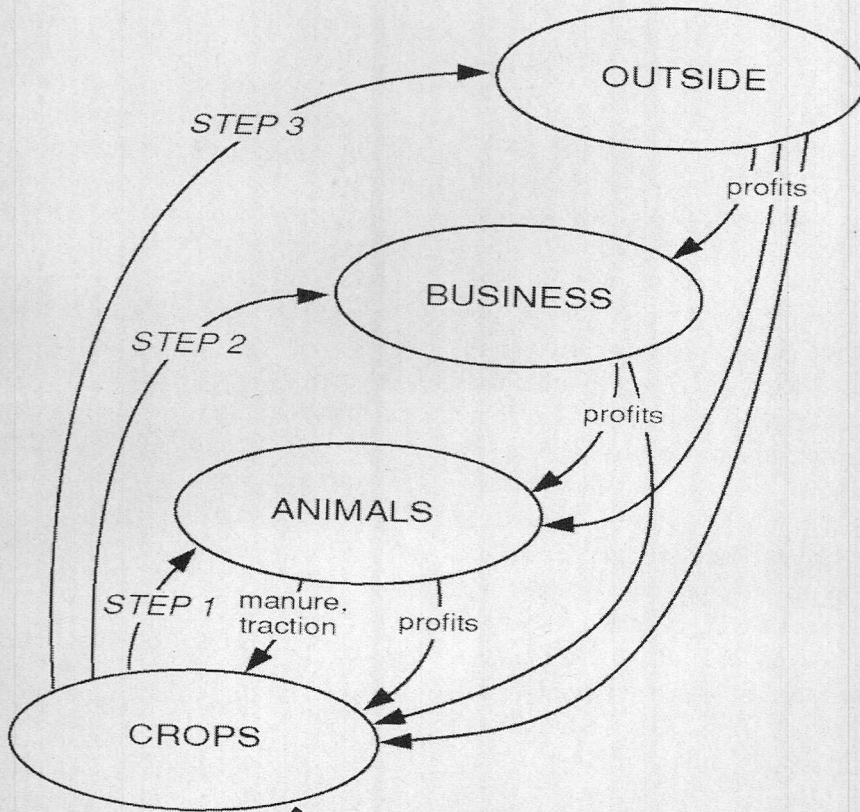 OUTSIDE
STEP 3
profits
BUSINESS
STEP 2
profits
ANIMALS
STEP 1
manure,
traction
profits
CROPS